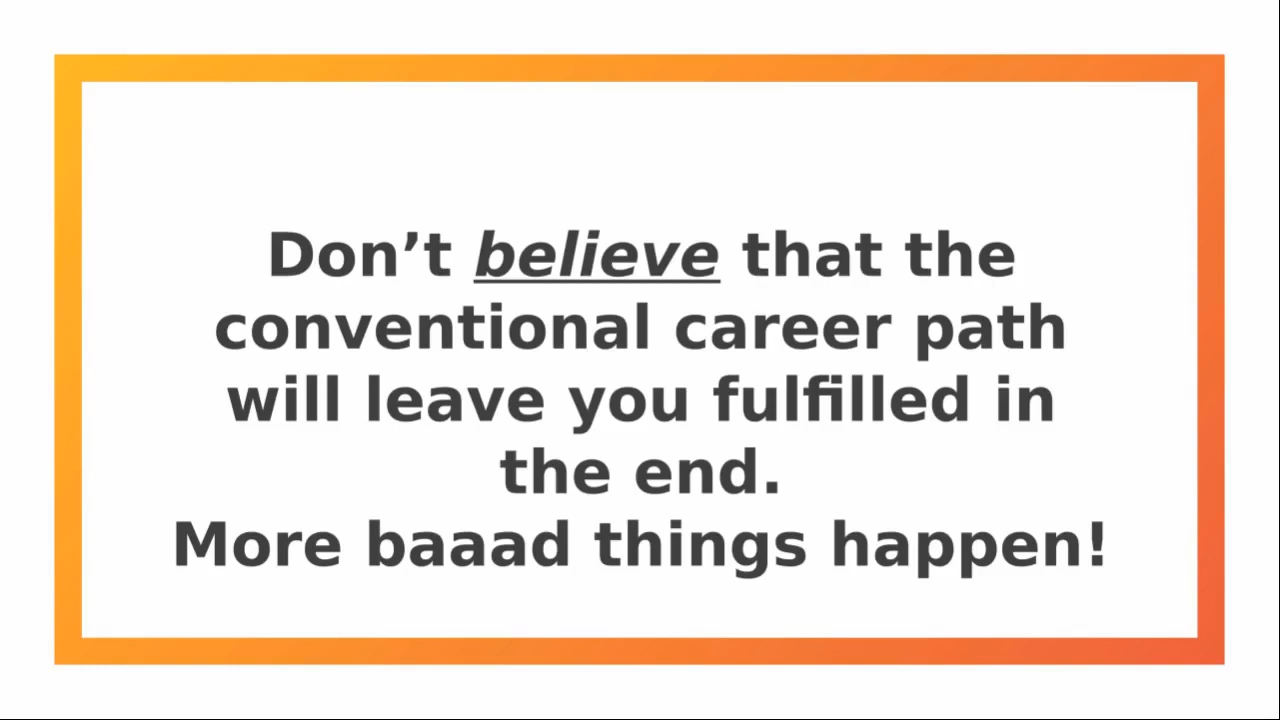 Don’t believe that the
conventional career path
will leave you fulfilled in
the end.
More baaad things happen!